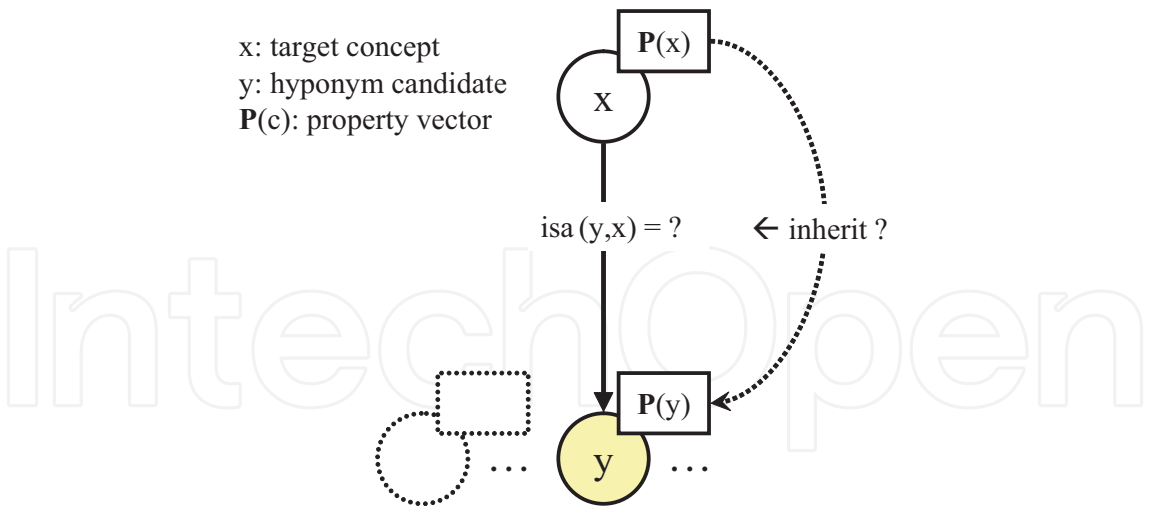 x: target concept
y: hyponym candidate
P(c): property vector
P(x)
x
isa (y,x) = ?
← inherit ?
IntechOpen
P(y)
y
... ...